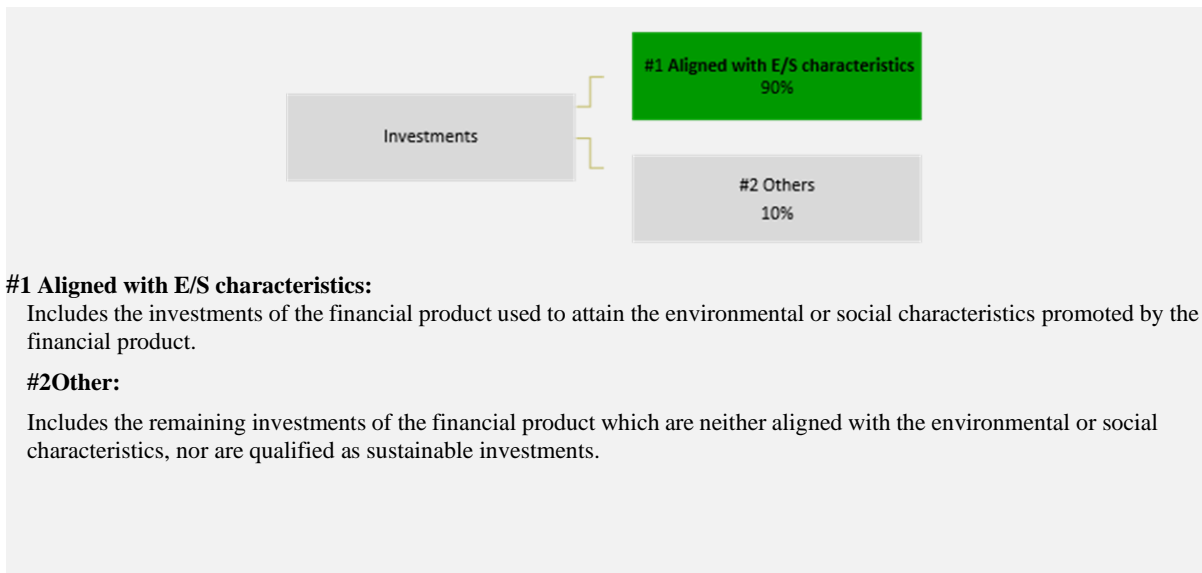 #1 Aligned with E/S characteristics
90%
Investments
#2 Others
10%
#1 Aligned with E/S characteristics:
Includes the investments of the financial product used to attain the environmental or social characteristics promoted by the
financial product.
#2Other:
Includes the remaining investments of the financial product which are neither aligned with the environmental or social
characteristics, nor are qualified as sustainable investments.